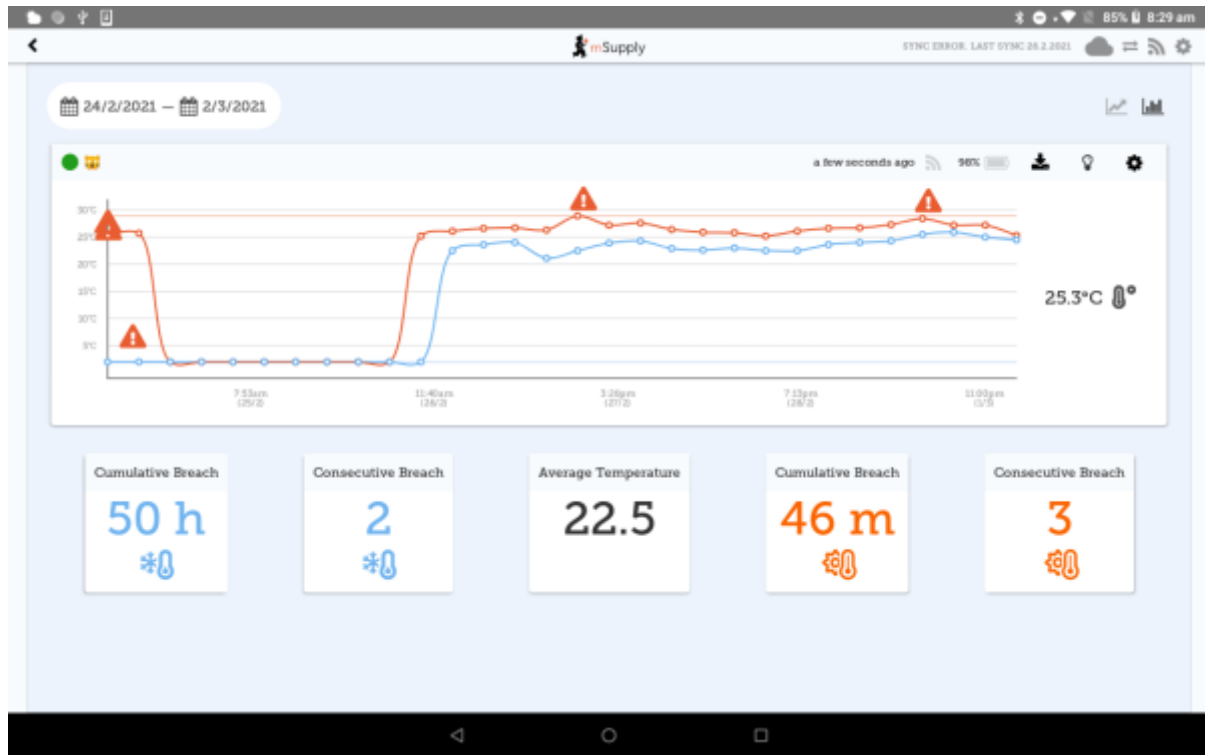 85% 8:29 am
mSupply
SYNC ERROR. LAST SYNC 26.2.2021
24/2/2021 — 2/3/2021
a few seconds ago 96%
30°C
25°C
20°C
15°C
10°C
5°C
25.3°C
7:53am 11:40am 3:26pm 7:13pm 11:00pm
(25/2) (26/2) (27/2) (28/2) (1/3)
Cumulative Breach Consecutive Breach Average Temperature Cumulative Breach Consecutive Breach
50 h 2 22.5 46 m 3